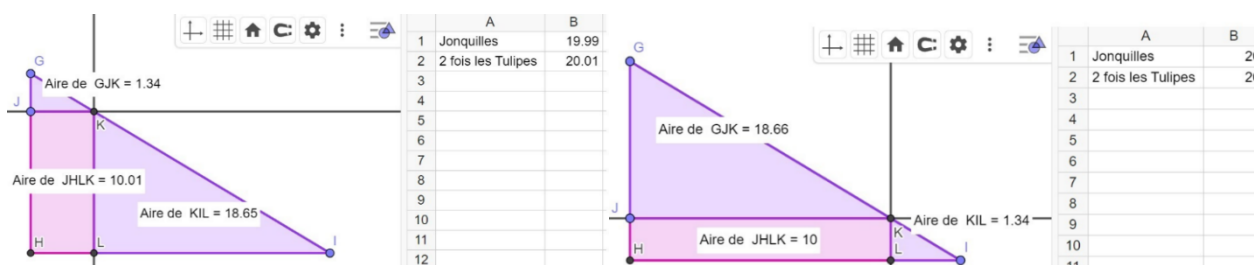 A B
1 Jonquilles 19.99
2 2 fois les Tulipes 20.01
3
4
5
6
7
8
9
10
11
12
G
Aire de GJK = 1.34
J
K
Aire de JHLK = 10.01
Aire de KIL = 18.65
H L I
A B
1 Jonquilles
2 2 fois les Tulipes
3
4
5
6
7
8
9
10
G
Aire de GJK = 18.66
J
Aire de KIL = 1.34
K
Aire de JHLK = 10
H L I